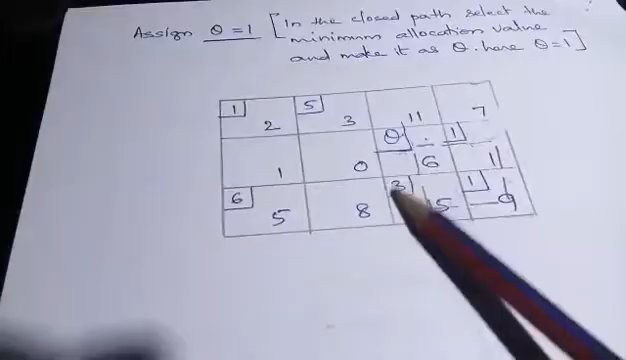 Assign θ = 1 [In the closed path select the
minimum allocation value
and make it as θ. here θ = 1]
1 2 5 3 11 7
1 0 θ 6 1 1
6 5 8 3 15 1 9